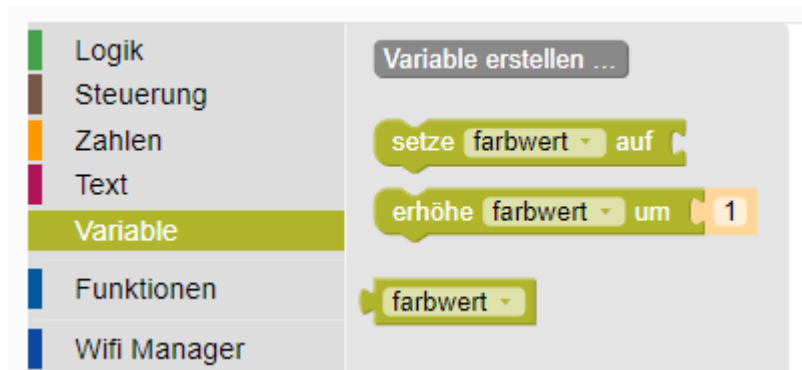 Logik
Steuerung
Zahlen
Text
Variable
Funktionen
Wifi Manager
Variable erstellen ...
setze farbwert auf
erhöhe farbwert um 1
farbwert